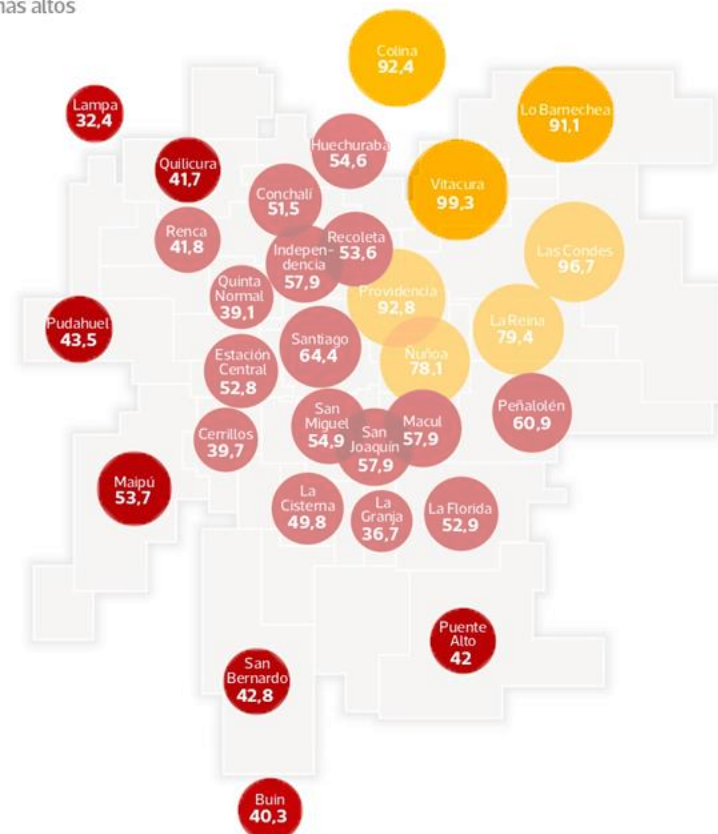 más altos
Colina
92,4
Lampa
32,4
Lo Barnechea
91,1
Huechuraba
54,6
Quilicura
41,7
Vitacura
99,3
Conchalí
51,5
Renca
41,8
Recoleta
53,6
Indepen-
dencia
57,9
Las Condes
96,7
Quinta
Normal
39,1
Providencia
92,8
Pudahuel
43,5
La Reina
79,4
Santiago
64,4
Estación
Central
52,8
Ñuñoa
78,1
Peñalolén
60,9
San
Miguel
54,9
Macul
57,9
San
Joaquín
57,9
Cerrillos
39,7
Maipú
53,7
La
Cisterna
49,8
La
Granja
36,7
La Florida
52,9
Puente
Alto
42
San
Bernardo
42,8
Buin
40,3